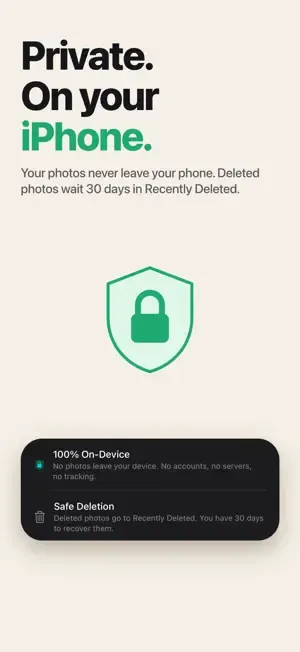 Private.
On your
iPhone.
Your photos never leave your phone. Deleted
photos wait 30 days in Recently Deleted.
100% On-Device
No photos leave your device. No accounts, no servers,
no tracking.
Safe Deletion
Deleted photos go to Recently Deleted. You have 30 days
to recover them.